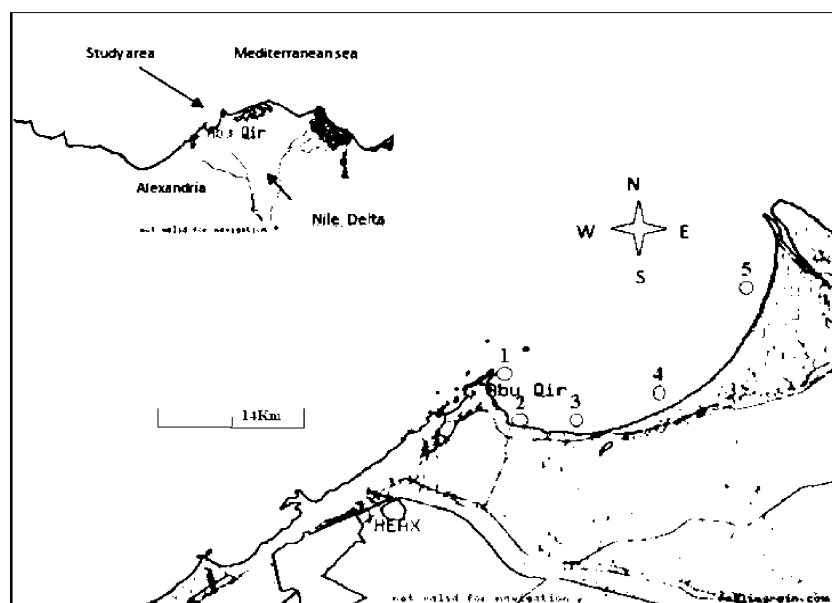 Study area
Mediterranean sea
Abu Qir
Alexandria
Nile, Delta
not valid for navigation
N
W E
S
5
1
Abu Qir
4
2
3
14Km
HEAX
not valid for navigation